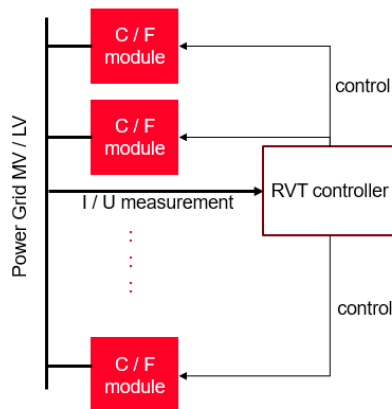 C / F
module
control
C / F
module
Power Grid MV / LV
RVT controller
I / U measurement
control
C / F
module